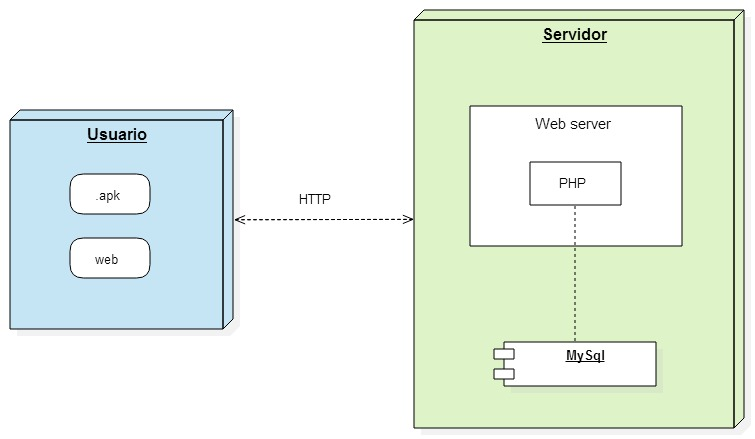 Servidor
Usuario
Web server
.apk
PHP
HTTP
web
MySql